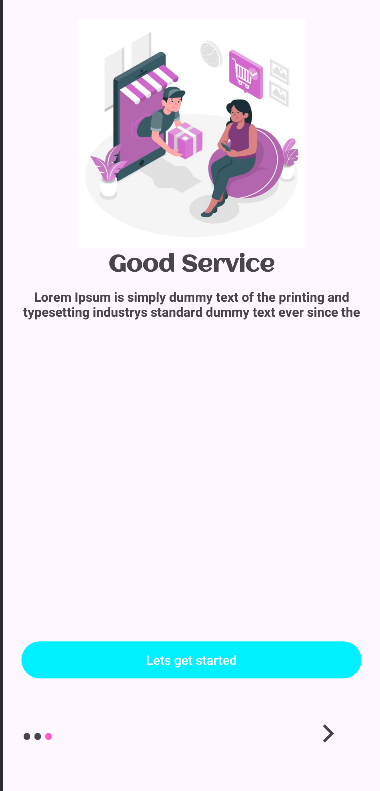 Good Service
Lorem Ipsum is simply dummy text of the printing and
typesetting industrys standard dummy text ever since the
Lets get started